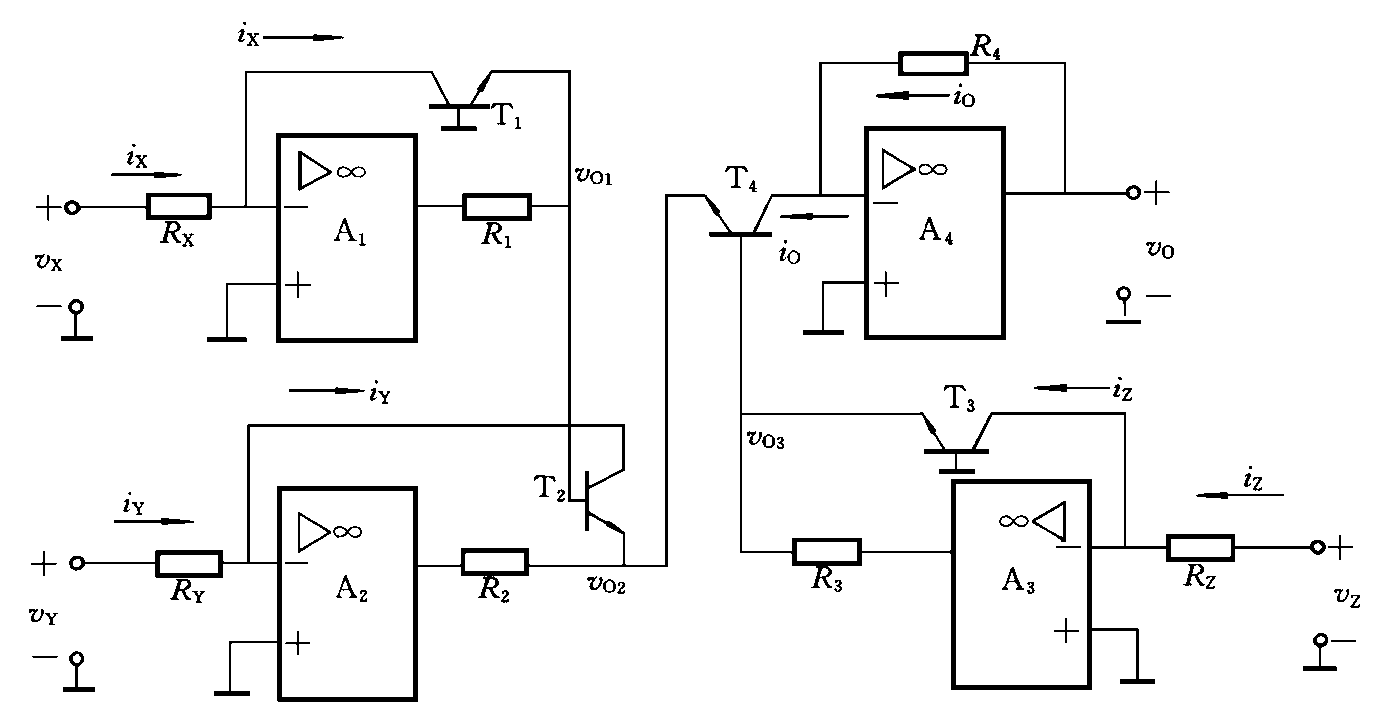 iX
R4
T1
iO
iX
▷∞
vO1
T4
▷∞
+
−
RX
A1
R1
−
A4
+
vX
iO
vO
−
+
+
−
iY
T3
iZ
vO3
T2
iY
▷∞
∞◁
iZ
+
−
RY
A2
R2
vO2
R3
A3
−
RZ
+
vY
vZ
−
+
+
−